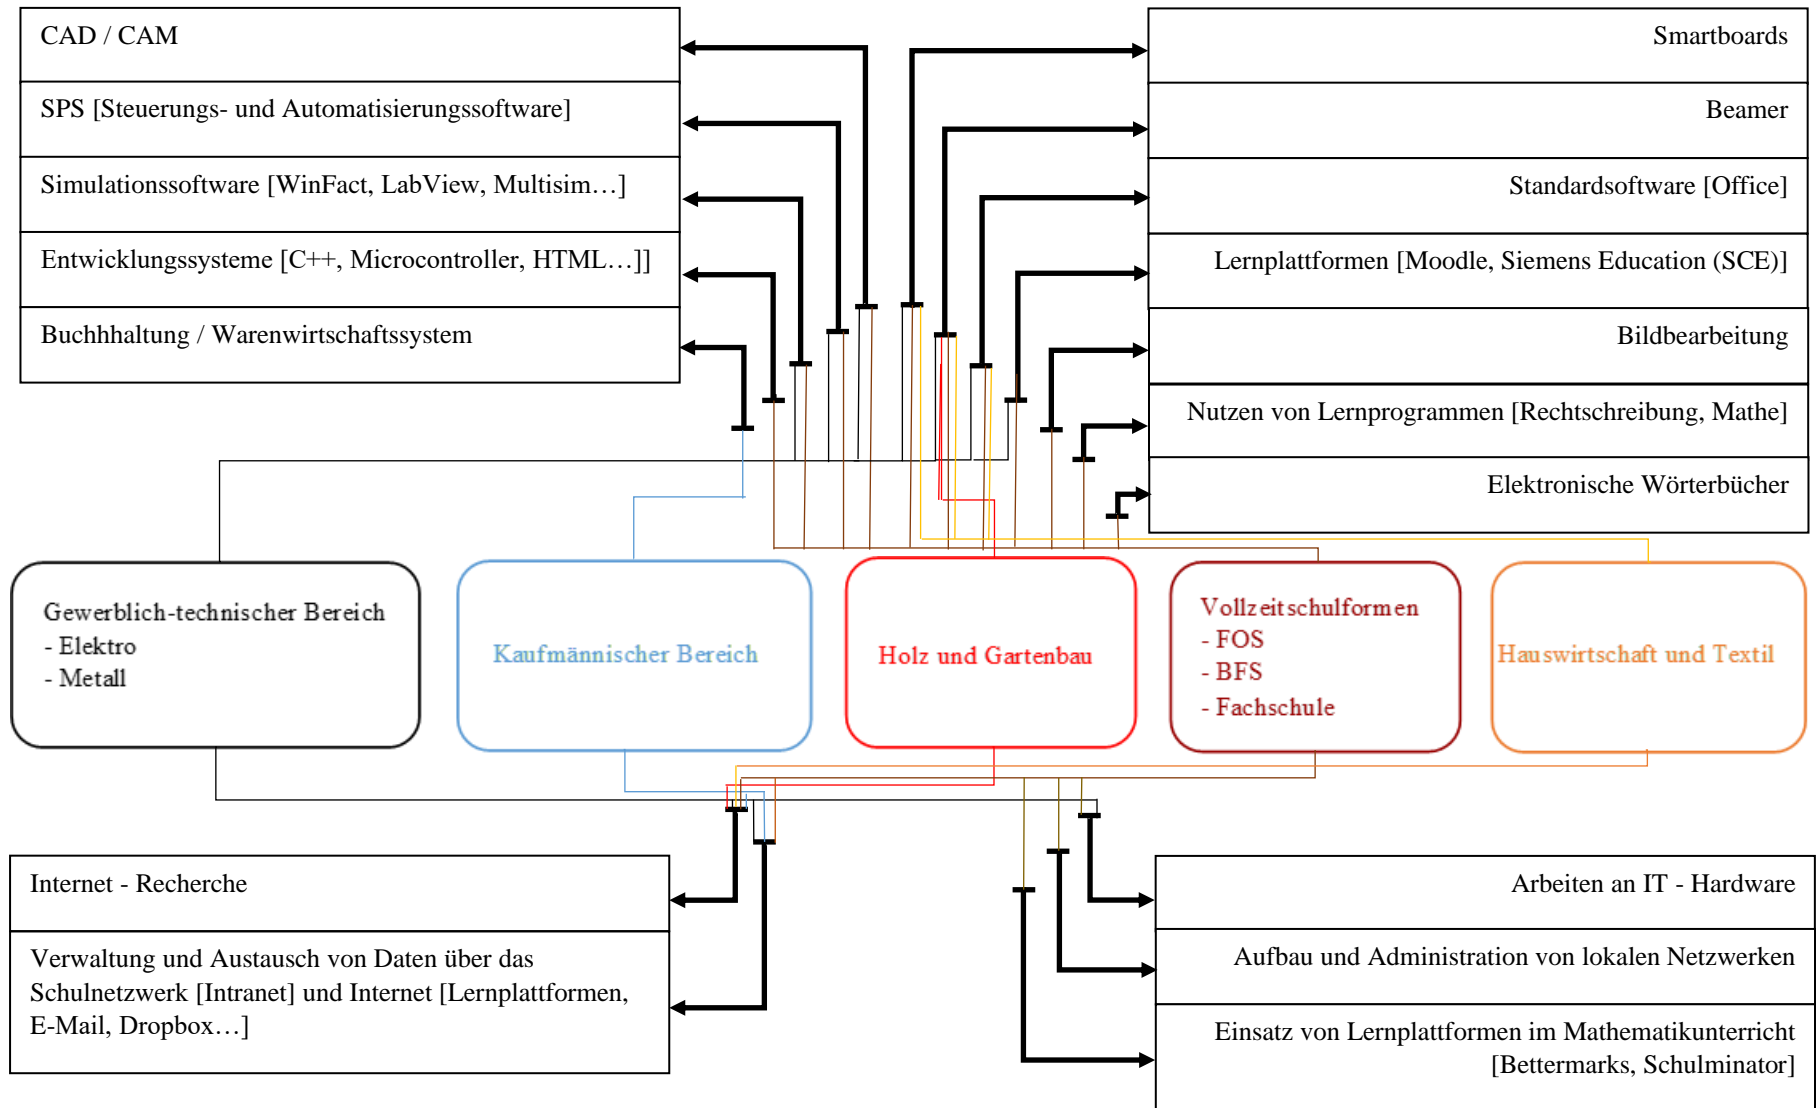 CAD / CAM
SPS [Steuerungs- und Automatisierungssoftware]
Simulationssoftware [WinFact, LabView, Multisim…]
Entwicklungssysteme [C++, Microcontroller, HTML…]]
Buchhhaltung / Warenwirtschaftssystem
Smartboards
Beamer
Standardsoftware [Office]
Lernplattformen [Moodle, Siemens Education (SCE)]
Bildbearbeitung
Nutzen von Lernprogrammen [Rechtschreibung, Mathe]
Elektronische Wörterbücher
Gewerblich-technischer Bereich
- Elektro
- Metall
Kaufmännischer Bereich
Holz und Gartenbau
Vollzeitschulformen
- FOS
- BFS
- Fachschule
Hauswirtschaft und Textil
Internet - Recherche
Verwaltung und Austausch von Daten über das
Schulnetzwerk [Intranet] und Internet [Lernplattformen,
E-Mail, Dropbox…]
Arbeiten an IT - Hardware
Aufbau und Administration von lokalen Netzwerken
Einsatz von Lernplattformen im Mathematikunterricht
[Bettermarks, Schulminator]